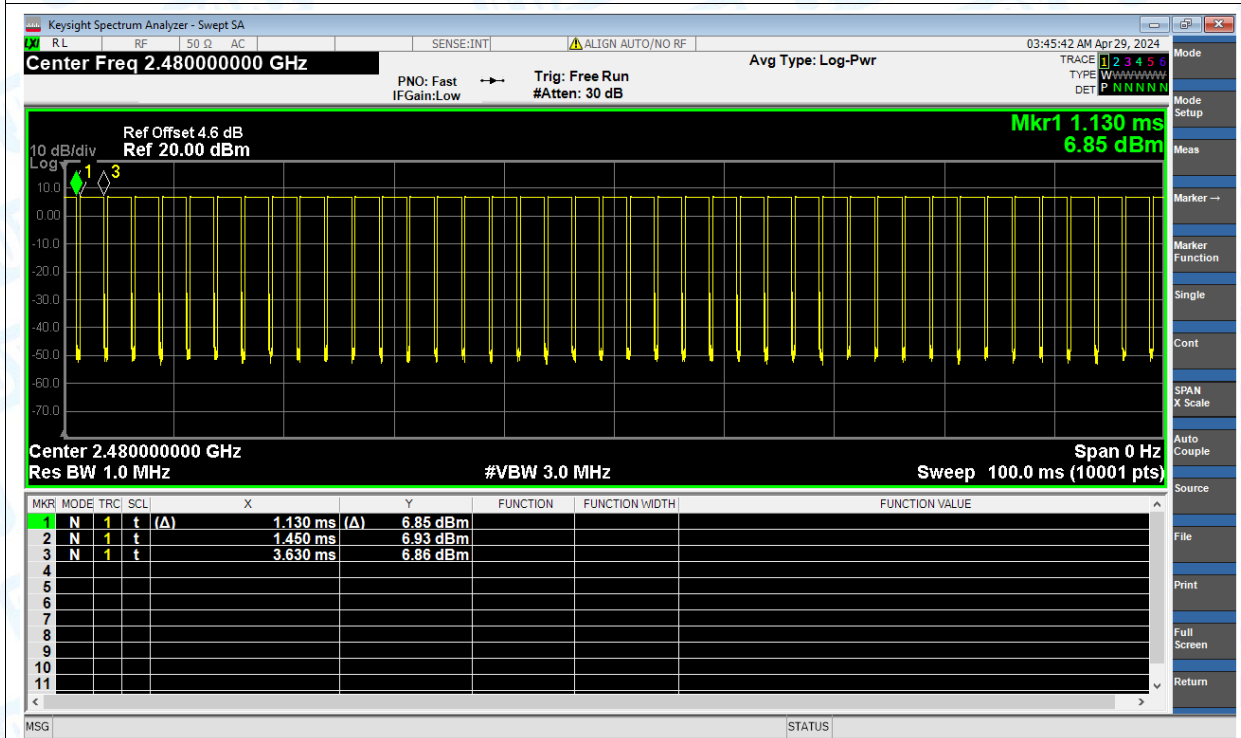 Keysight Spectrum Analyzer - Swept SA
LXI RL RF 50 Ω AC SENSE:INT ALIGN AUTO/NO RF 03:45:42 AM Apr 29, 2024
Center Freq 2.480000000 GHz
PNO: Fast
IFGain:Low
Trig: Free Run
#Atten: 30 dB
Avg Type: Log-Pwr
TRACE 1 2 3 4 5 6
TYPE WWWWWW
DET P N N N N N
Ref Offset 4.6 dB
10 dB/div Ref 20.00 dBm
Log
Mkr1 1.130 ms
6.85 dBm
1 3
10.0
0.00
-10.0
-20.0
-30.0
-40.0
-50.0
-60.0
-70.0
Center 2.480000000 GHz Span 0 Hz
Res BW 1.0 MHz #VBW 3.0 MHz Sweep 100.0 ms (10001 pts)
MKR MODE TRC SCL X Y FUNCTION FUNCTION WIDTH FUNCTION VALUE
1 N 1 t (Δ) 1.130 ms (Δ) 6.85 dBm
2 N 1 t 1.450 ms 6.93 dBm
3 N 1 t 3.630 ms 6.86 dBm
4
5
6
7
8
9
10
11
MSG STATUS
Mode
Mode
Setup
Meas
Marker →
Marker
Function
Single
Cont
SPAN
X Scale
Auto
Couple
Source
File
Print
Full
Screen
Return